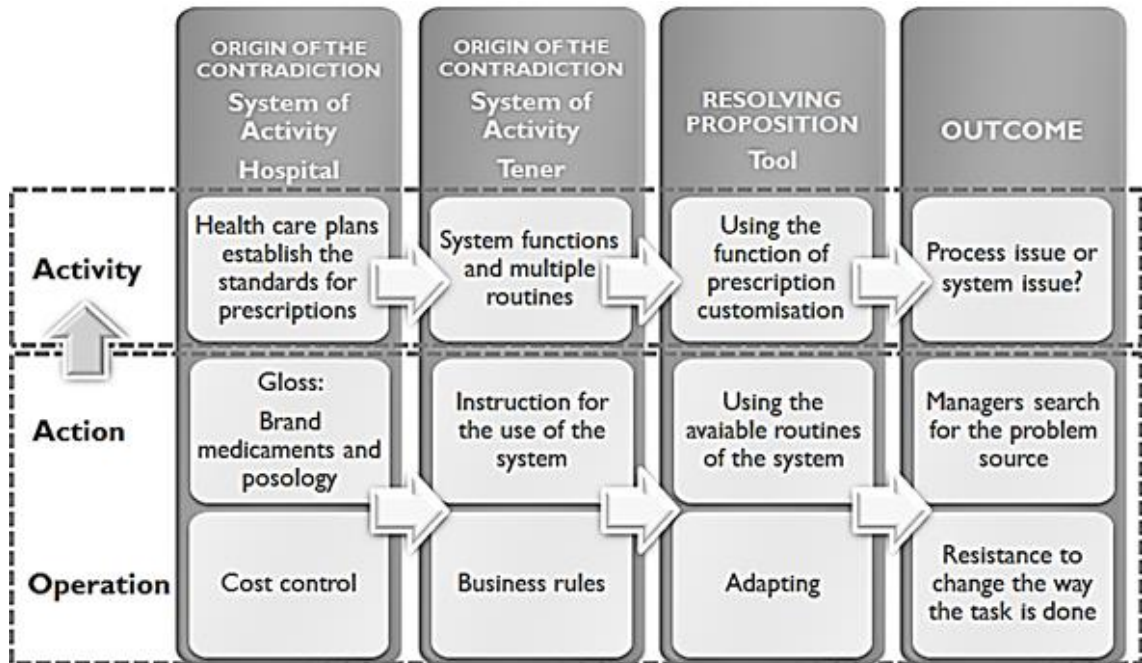 ORIGIN OF THE
CONTRADICTION
System of
Activity
Hospital
ORIGIN OF THE
CONTRADICTION
System of
Activity
Tener
RESOLVING
PROPOSITION
Tool
OUTCOME
Activity
Health care plans
establish the
standards for
prescriptions
System functions
and multiple
routines
Using the
function of
prescription
customisation
Process issue or
system issue?
Action
Gloss:
Brand
medicaments and
posology
Instruction for
the use of the
system
Using the
avaiable routines
of the system
Managers search
for the problem
source
Operation
Cost control
Business rules
Adapting
Resistance to
change the way
the task is done